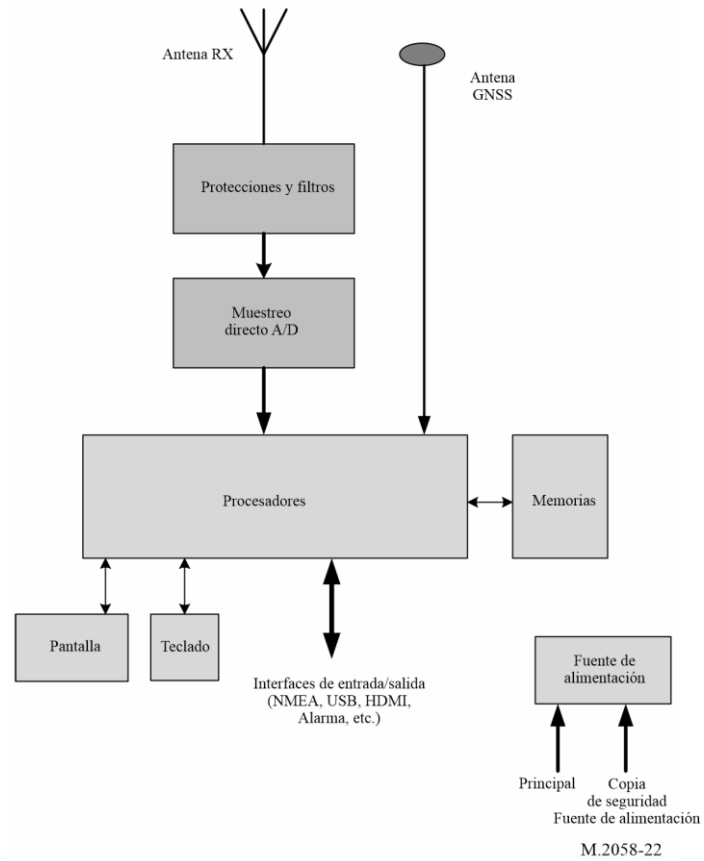 Antena RX
Antena
GNSS
Protecciones y filtros
Muestreo
directo A/D
Procesadores
Memorias
Pantalla
Teclado
Interfaces de entrada/salida
(NMEA, USB, HDMI,
Alarma, etc.)
Fuente de
alimentación
Principal
Copia
de seguridad
Fuente de alimentación
M.2058-22